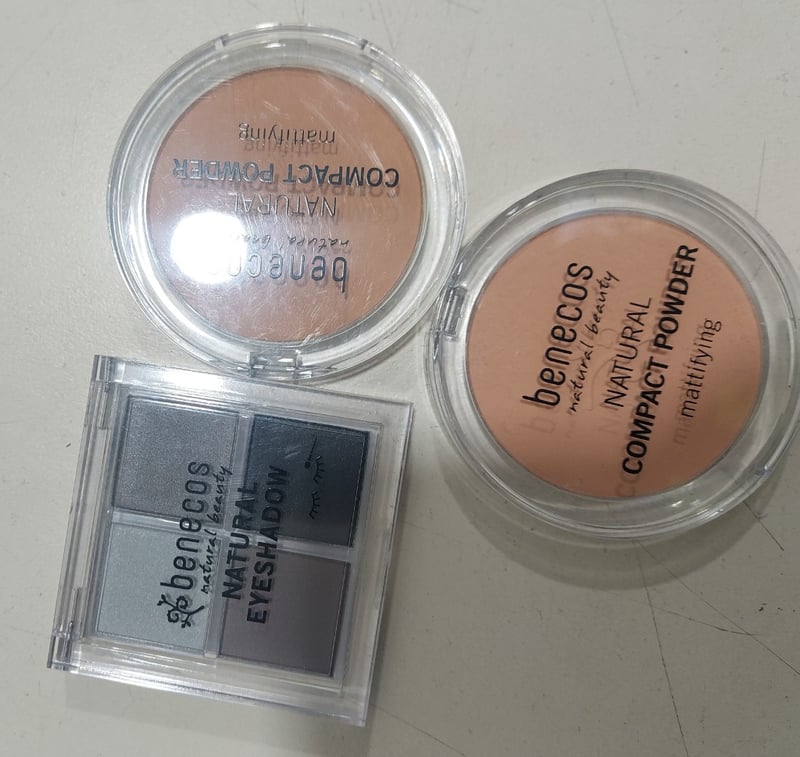 benecos
natural beauty
NATURAL
COMPACT POWDER
mattifying
benecos
natural beauty
NATURAL
COMPACT POWDER
mattifying
benecos
natural beauty
NATURAL
EYESHADOW